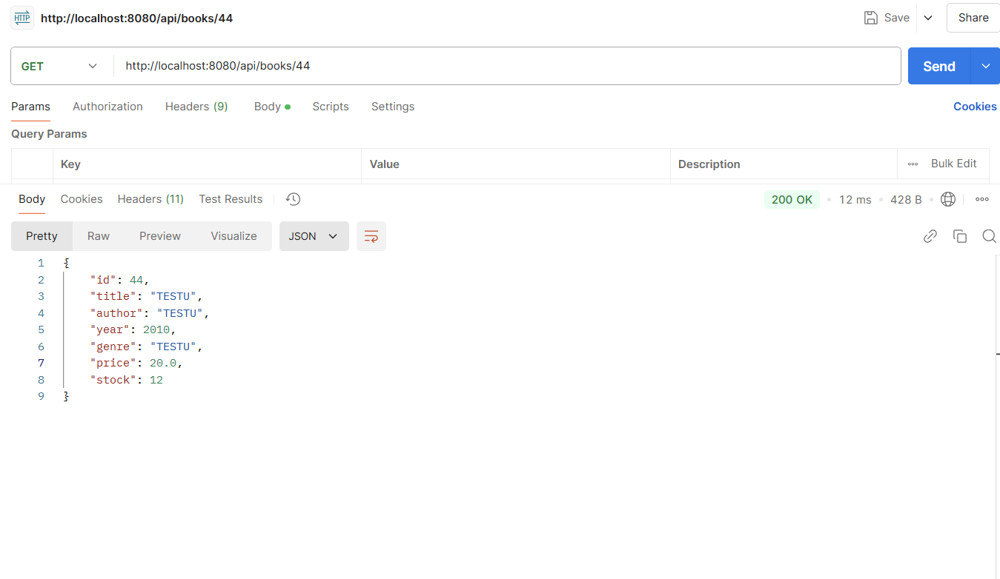 HTTP http://localhost:8080/api/books/44 Save Share
GET http://localhost:8080/api/books/44 Send
Params Authorization Headers (9) Body Scripts Settings Cookies
Query Params
Key Value Description Bulk Edit
Body Cookies Headers (11) Test Results 200 OK 12 ms 428 B
Pretty Raw Preview Visualize JSON
1 {
2 "id": 44,
3 "title": "TESTU",
4 "author": "TESTU",
5 "year": 2010,
6 "genre": "TESTU",
7 "price": 20.0,
8 "stock": 12
9 }